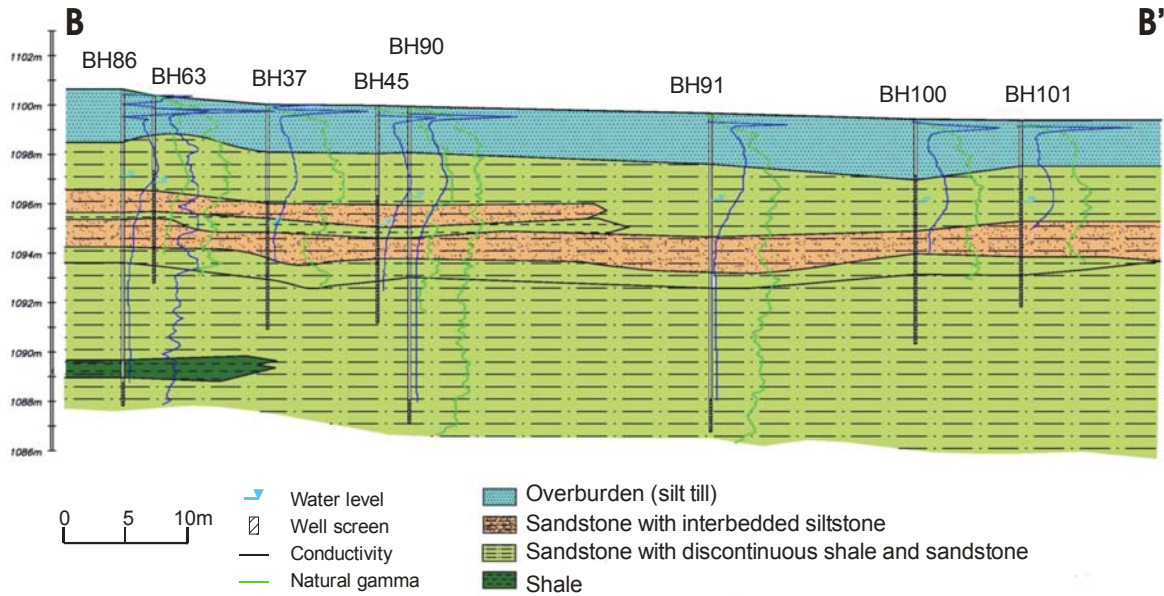 B
B’
BH90
BH86
BH63
BH37
BH45
BH91
BH100
BH101
1102m
1100m
1098m
1096m
1094m
1092m
1090m
1088m
1086m
0 5 10m
Water level
Well screen
Conductivity
Natural gamma
Overburden (silt till)
Sandstone with interbedded siltstone
Sandstone with discontinuous shale and sandstone
Shale